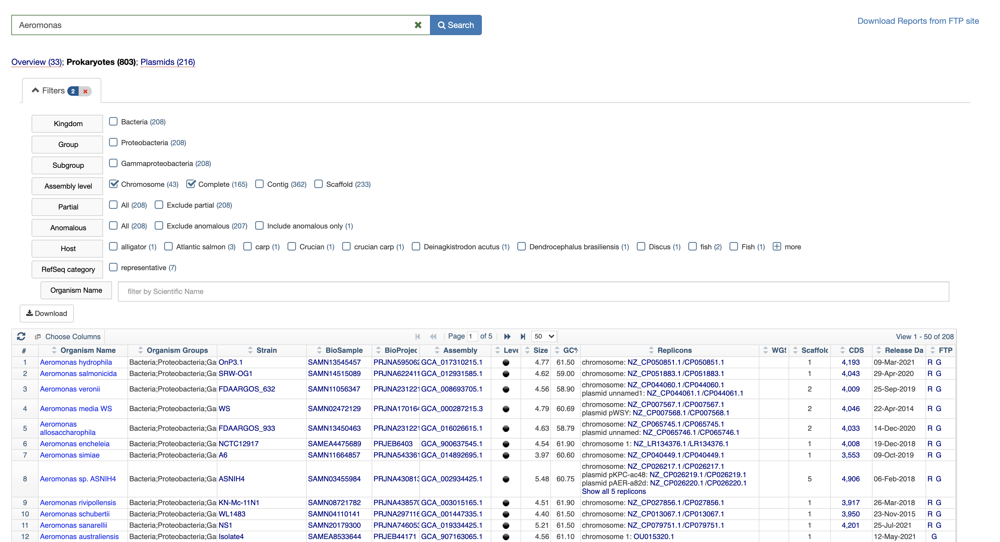 Aeromonas
Search
Download Reports from FTP site
Overview (33); Prokaryotes (803); Plasmids (216)
Filters 2
Kingdom Bacteria (208)
Group Proteobacteria (208)
Subgroup Gammaproteobacteria (208)
Assembly level Chromosome (43) Complete (165) Contig (362) Scaffold (233)
Partial All (208) Exclude partial (208)
Anomalous All (208) Exclude anomalous (207) Include anomalous only (1)
Host alligator (1) Atlantic salmon (3) carp (1) Crucian (1) crucian carp (1) Deinagkistrodon acutus (1) Dendrocephalus brasiliensis (1) Discus (1) fish (2) Fish (1) more
RefSeq category representative (7)
Organism Name filter by Scientific Name
Download
Choose Columns Page 1 of 5 50 View 1 - 50 of 208
# Organism Name Organism Groups Strain BioSample BioProjec Assembly Leve Size GC% Replicons WGS Scaffold CDS Release Da FTP
1 Aeromonas hydrophila Bacteria;Proteobacteria;Ga OnP3.1 SAMN13545457 PRJNA595062 GCA_017310215.1 4.77 61.50 chromosome: NZ_CP050851.1/CP050851.1 1 4,193 09-Mar-2021 R G
2 Aeromonas salmonicida Bacteria;Proteobacteria;Ga SRW-OG1 SAMN14515089 PRJNA622411 GCA_012931585.1 4.62 59.00 chromosome: NZ_CP051883.1/CP051883.1 1 4,043 29-Apr-2020 R G
3 Aeromonas veronii Bacteria;Proteobacteria;Ga FDAARGOS_632 SAMN11056347 PRJNA231221 GCA_008693705.1 4.56 58.90 chromosome: NZ_CP044060.1/CP044060.1 2 4,009 25-Sep-2019 R G
plasmid unnamed1: NZ_CP044061.1/CP044061.1
4 Aeromonas media WS Bacteria;Proteobacteria;Ga WS SAMN02472129 PRJNA170164 GCA_000287215.3 4.79 60.69 chromosome: NZ_CP007567.1/CP007567.1 2 4,046 22-Apr-2014 R G
plasmid pWSY: NZ_CP007568.1/CP007568.1
5 Aeromonas Bacteria;Proteobacteria;Ga FDAARGOS_933 SAMN13450463 PRJNA231221 GCA_016026615.1 4.63 58.79 chromosome: NZ_CP065745.1/CP065745.1 2 4,033 14-Dec-2020 R G
allosaccharophila plasmid unnamed: NZ_CP065746.1/CP065746.1
6 Aeromonas encheleia Bacteria;Proteobacteria;Ga NCTC12917 SAMEA4475689 PRJEB6403 GCA_900637545.1 4.54 61.90 chromosome 1: NZ_LR134376.1/LR134376.1 1 4,008 19-Dec-2018 R G
7 Aeromonas simiae Bacteria;Proteobacteria;Ga A6 SAMN11664857 PRJNA543361 GCA_014892695.1 3.97 60.60 chromosome: NZ_CP040449.1/CP040449.1 1 3,553 09-Oct-2019 R G
8 Aeromonas sp. ASNIH4 Bacteria;Proteobacteria;Ga ASNIH4 SAMN03455984 PRJNA430813 GCA_002934425.1 5.48 60.75 chromosome: NZ_CP026217.1/CP026217.1 5 4,906 06-Feb-2018 R G
plasmid pKPC-ac48: NZ_CP026219.1/CP026219.1
plasmid pAER-a82d: NZ_CP026220.1/CP026220.1
Show all 5 replicons
9 Aeromonas rivipollensis Bacteria;Proteobacteria;Ga KN-Mc-11N1 SAMN08721782 PRJNA438570 GCA_003015165.1 4.51 61.90 chromosome: NZ_CP027856.1/CP027856.1 1 3,917 26-Mar-2018 R G
10 Aeromonas schubertii Bacteria;Proteobacteria;Ga WL1483 SAMN04110141 PRJNA297116 GCA_001447335.1 4.40 61.50 chromosome: NZ_CP013067.1/CP013067.1 1 3,950 23-Nov-2015 R G
11 Aeromonas sanarellii Bacteria;Proteobacteria;Ga NS1 SAMN20179300 PRJNA746053 GCA_019334425.1 5.21 61.50 chromosome: NZ_CP079751.1/CP079751.1 1 4,201 25-Jul-2021 R G
12 Aeromonas australiensis Bacteria;Proteobacteria;Ga Isolate4 SAMEA8533644 PRJEB44171 GCA_907163065.1 4.56 61.10 chromosome 1: OU015320.1 1 12-May-2021 G